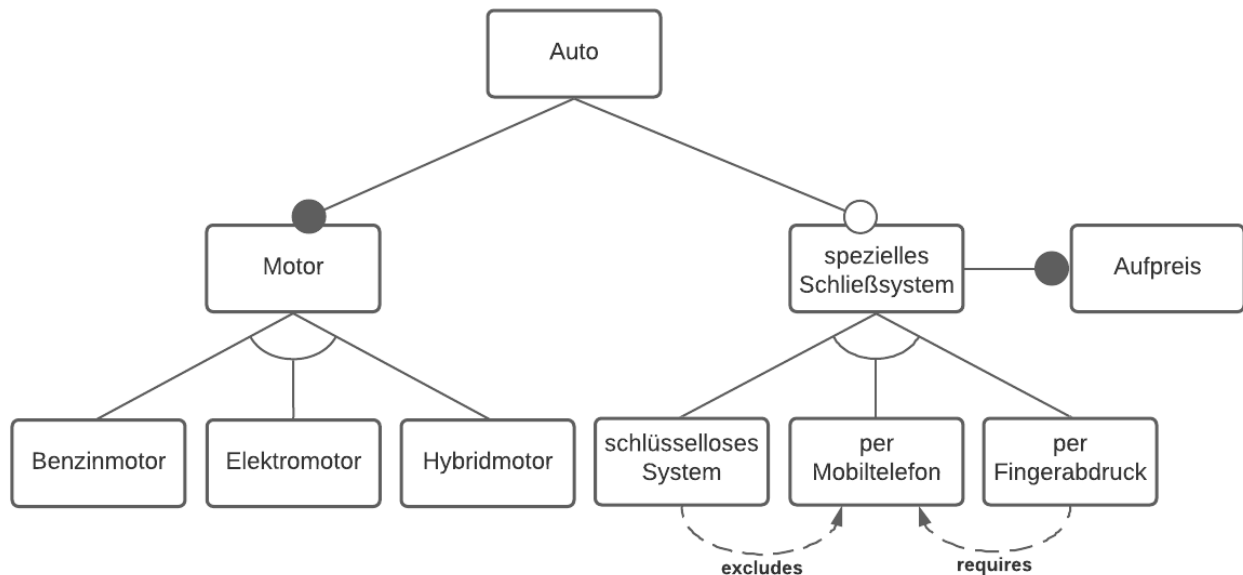 Auto
Motor
spezielles
Schließsystem
Aufpreis
Benzinmotor
Elektromotor
Hybridmotor
schlüsselloses
System
per
Mobiltelefon
per
Fingerabdruck
excludes
requires